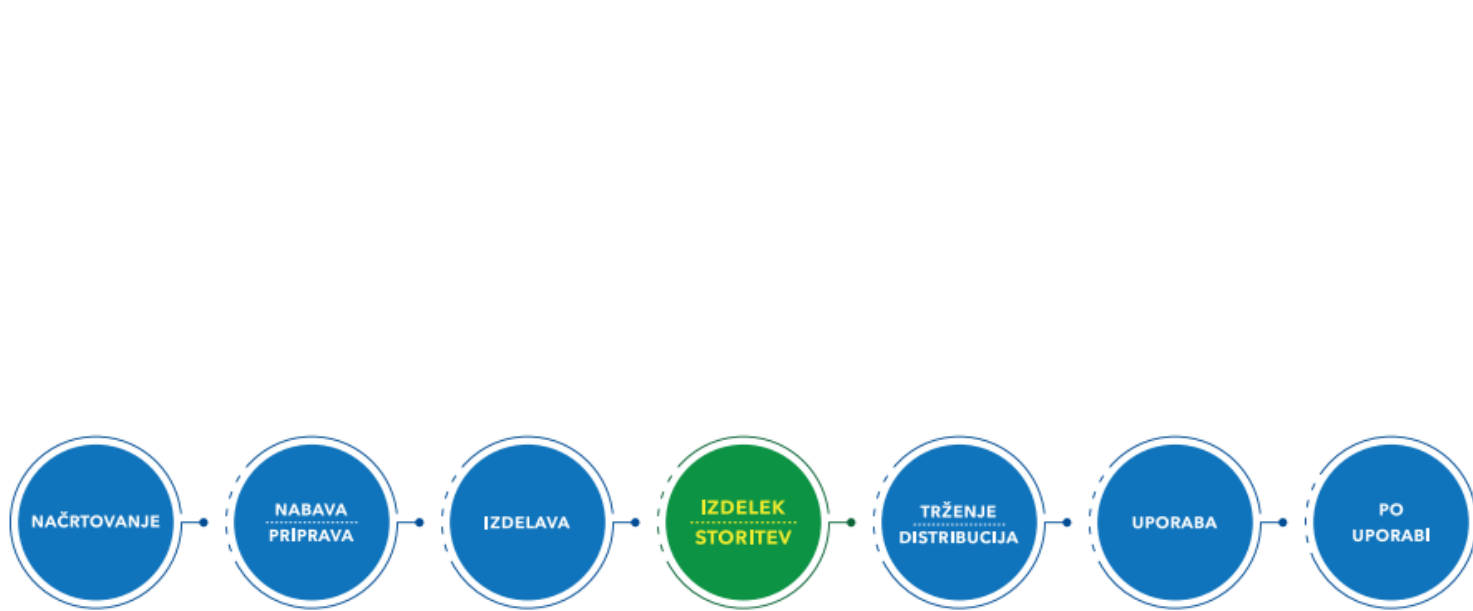 NAČRTOVANJE
NABAVA
PRIPRAVA
IZDELAVA
IZDELEK
STORITEV
TRŽENJE
DISTRIBUCIJA
UPORABA
PO
UPORABI